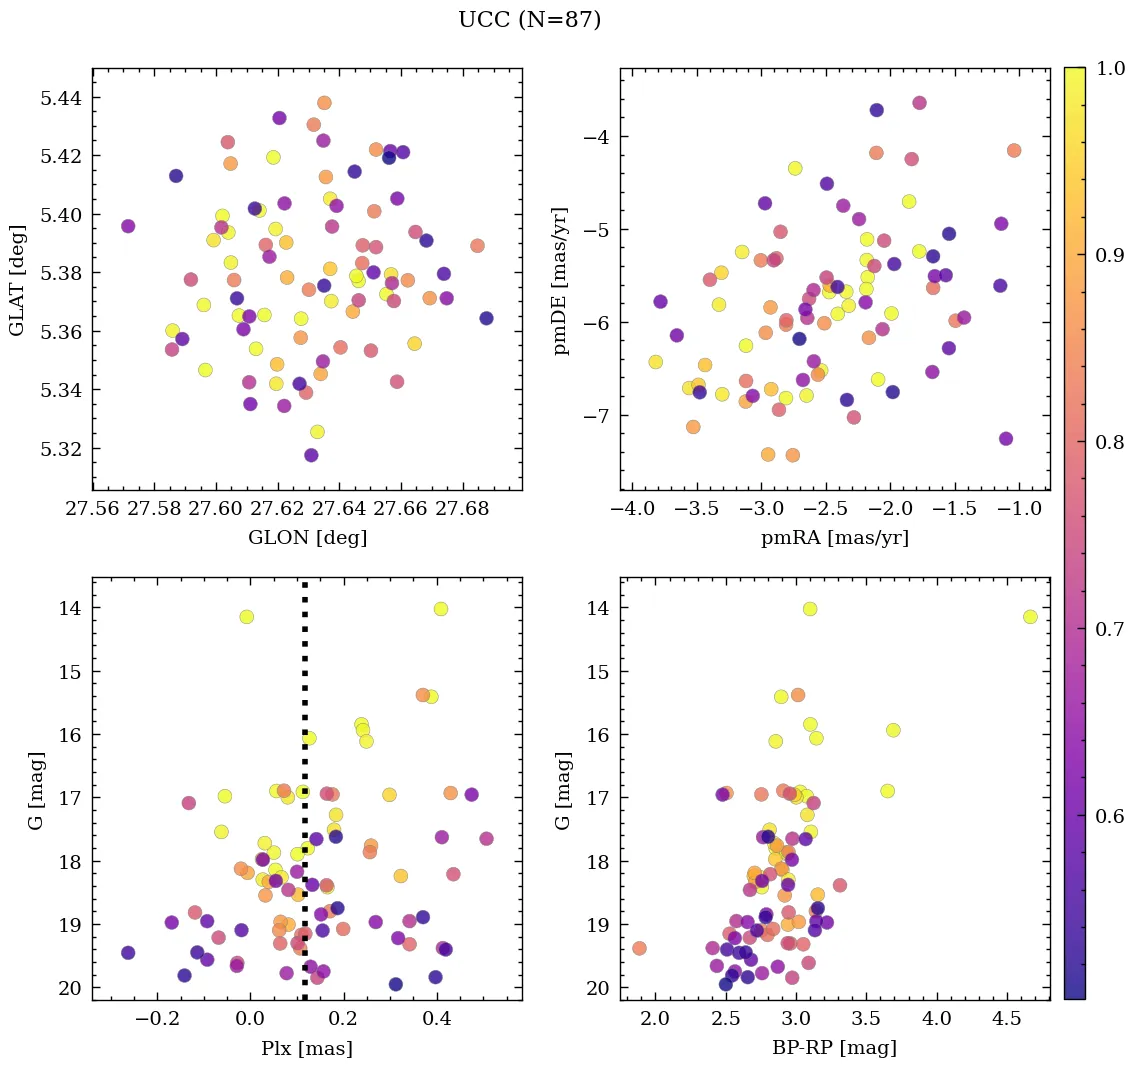 UCC (N=87)
5.44
5.42
5.40
5.38
5.36
5.34
5.32
GLAT [deg]
27.56 27.58 27.60 27.62 27.64 27.66 27.68
GLON [deg]
−4
−5
−6
−7
pmDE [mas/yr]
−4.0 −3.5 −3.0 −2.5 −2.0 −1.5 −1.0
pmRA [mas/yr]
1.0
0.9
0.8
0.7
0.6
14
15
16
17
18
19
20
G [mag]
−0.2 0.0 0.2 0.4
Plx [mas]
14
15
16
17
18
19
20
G [mag]
2.0 2.5 3.0 3.5 4.0 4.5
BP-RP [mag]